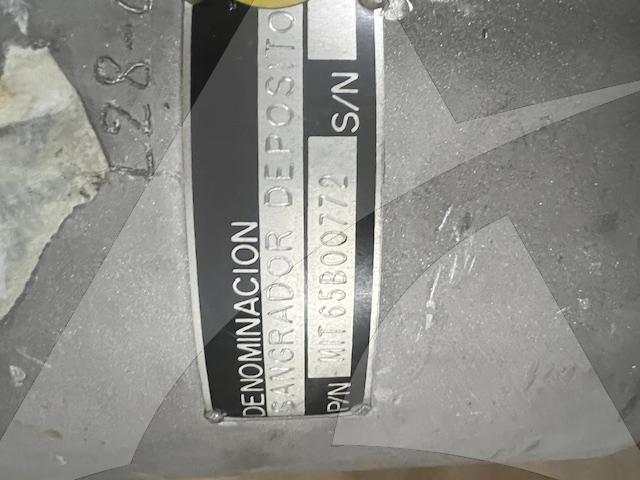 DENOMINACION
SANGRADOR DEPOSITO
P/N MIT65B00772 S/N